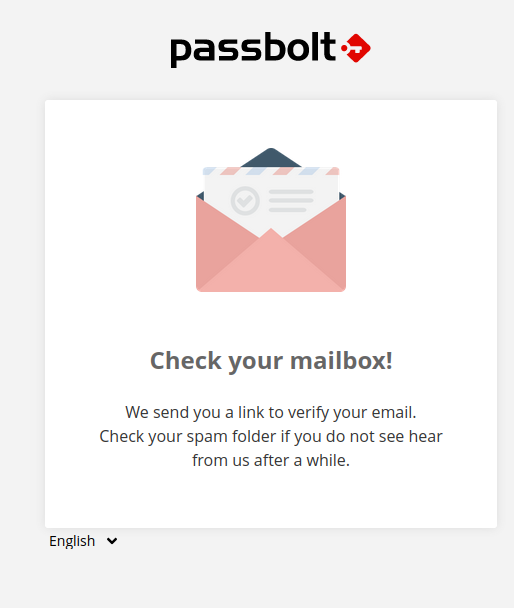 passbolt
Check your mailbox!
We send you a link to verify your email.
Check your spam folder if you do not see hear
from us after a while.
English